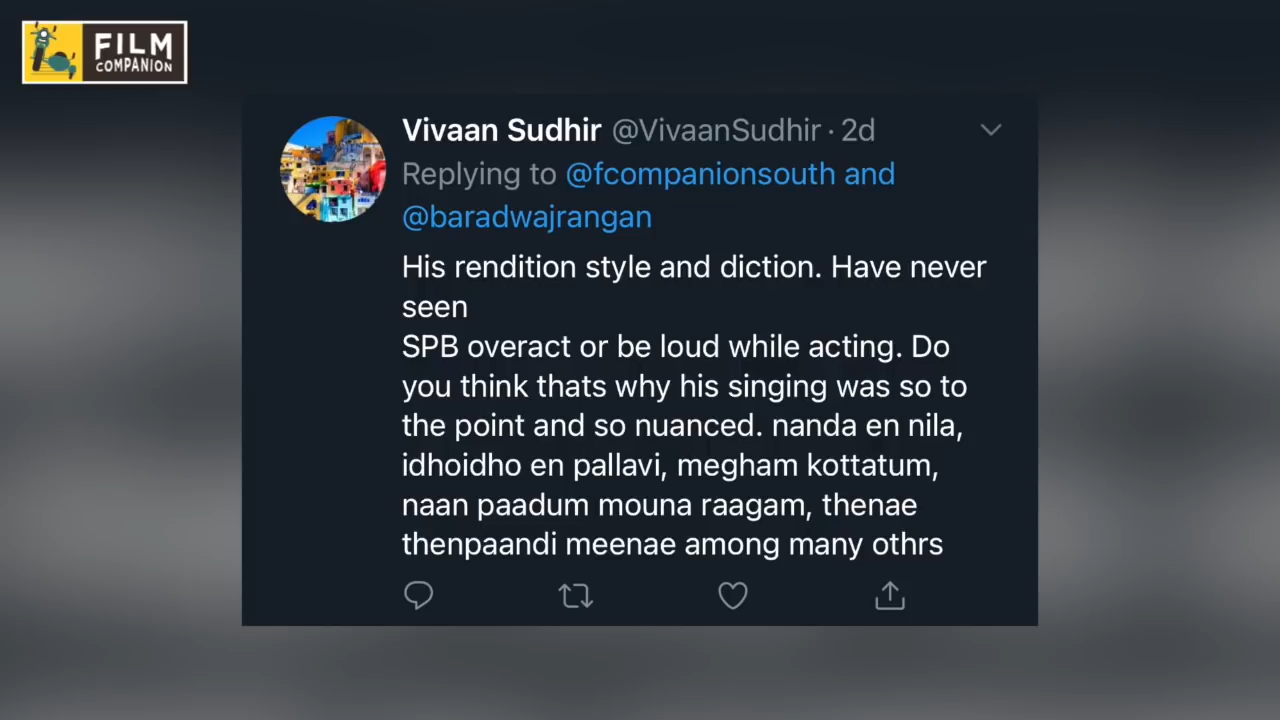 FILM
COMPANION
Vivaan Sudhir @VivaanSudhir · 2d
Replying to @fcompanionsouth and
@baradwajrangan
His rendition style and diction. Have never
seen
SPB overact or be loud while acting. Do
you think thats why his singing was so to
the point and so nuanced. nanda en nila,
idhoidho en pallavi, megham kottatum,
naan paadum mouna raagam, thenae
thenpaandi meenae among many othrs